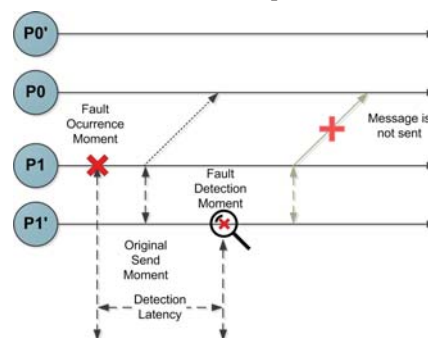 P0'
P0
Fault
Ocurrence
Moment
Message is
not sent
P1
Fault
Detection
Moment
P1'
Original
Send
Moment
Detection
Latency